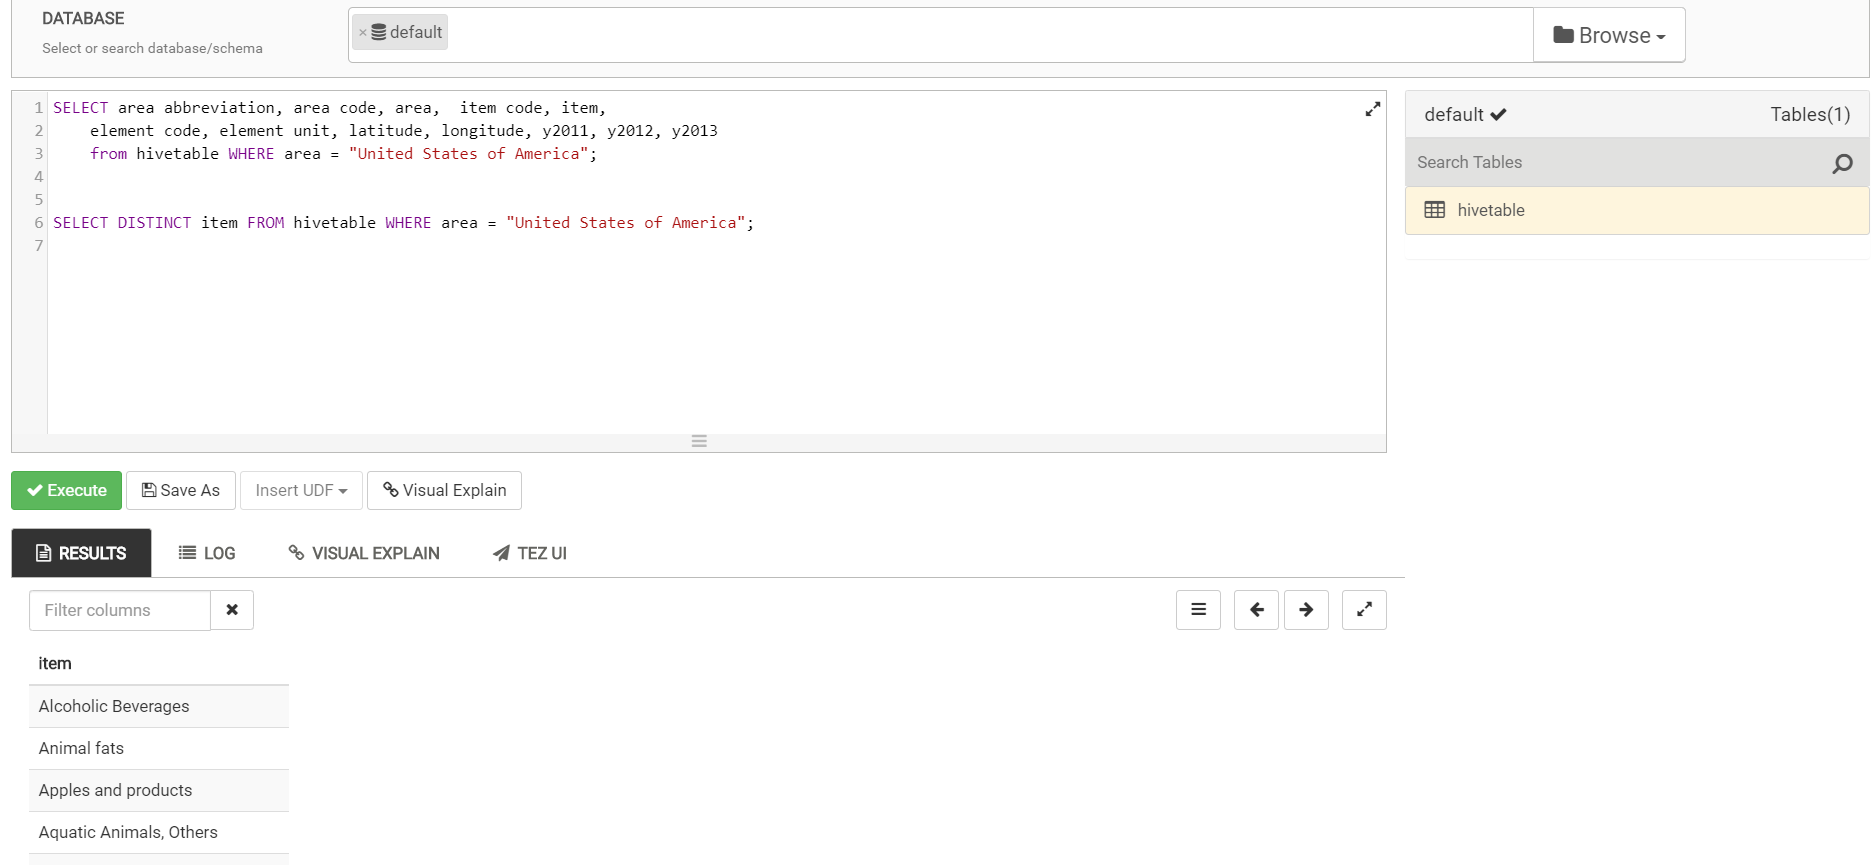 DATABASE
Select or search database/schema
× default
Browse
1 SELECT area abbreviation, area code, area,  item code, item,
2     element code, element unit, latitude, longitude, y2011, y2012, y2013
3     from hivetable WHERE area = "United States of America";
4
5
6 SELECT DISTINCT item FROM hivetable WHERE area = "United States of America";
7
default Tables(1)
Search Tables
hivetable
Execute Save As Insert UDF Visual Explain
RESULTS LOG VISUAL EXPLAIN TEZ UI
Filter columns
item
Alcoholic Beverages
Animal fats
Apples and products
Aquatic Animals, Others